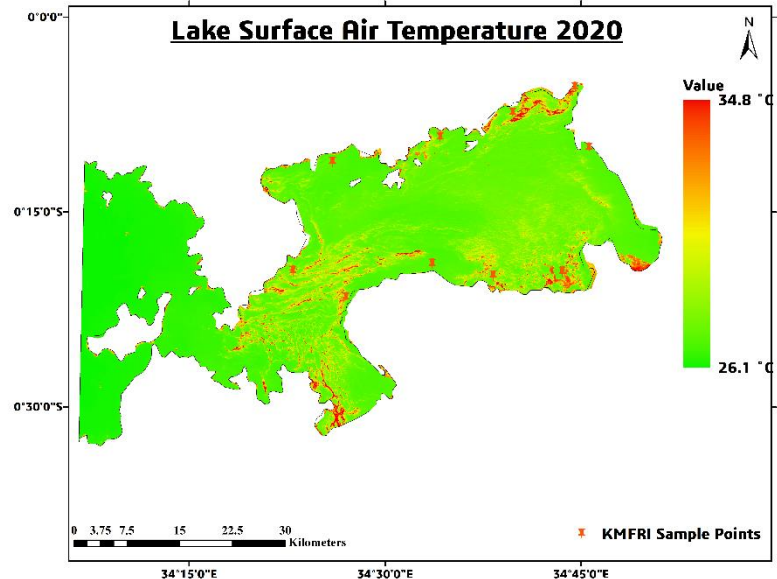 Lake Surface Air Temperature 2020
N
0°0'0"
0°15'0"S
0°30'0"S
Value
34.8 °C
26.1 °C
0 3.75 7.5 15 22.5 30
Kilometers
KMFRI Sample Points
34°15'0"E 34°30'0"E 34°45'0"E